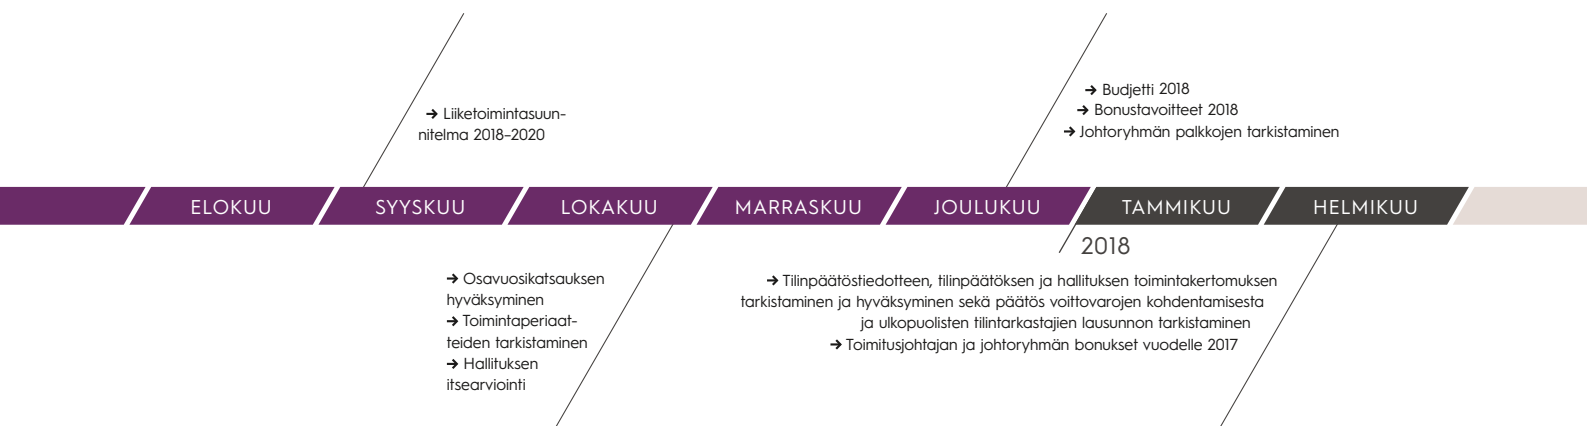 → Liiketoimintasuun-
nitelma 2018–2020
→ Budjetti 2018
→ Bonustavoitteet 2018
→ Johtoryhmän palkkojen tarkistaminen
ELOKUU
SYYSKUU
LOKAKUU
MARRASKUU
JOULUKUU
TAMMIKUU
HELMIKUU
2018
→ Osavuosikatsauksen
hyväksyminen
→ Toimintaperiaat-
teiden tarkistaminen
→ Hallituksen
itsearviointi
→ Tilinpäätöstiedotteen, tilinpäätöksen ja hallituksen toimintakertomuksen
tarkistaminen ja hyväksyminen sekä päätös voittovarojen kohdentamisesta
ja ulkopuolisten tilintarkastajien lausunnon tarkistaminen
→ Toimitusjohtajan ja johtoryhmän bonukset vuodelle 2017